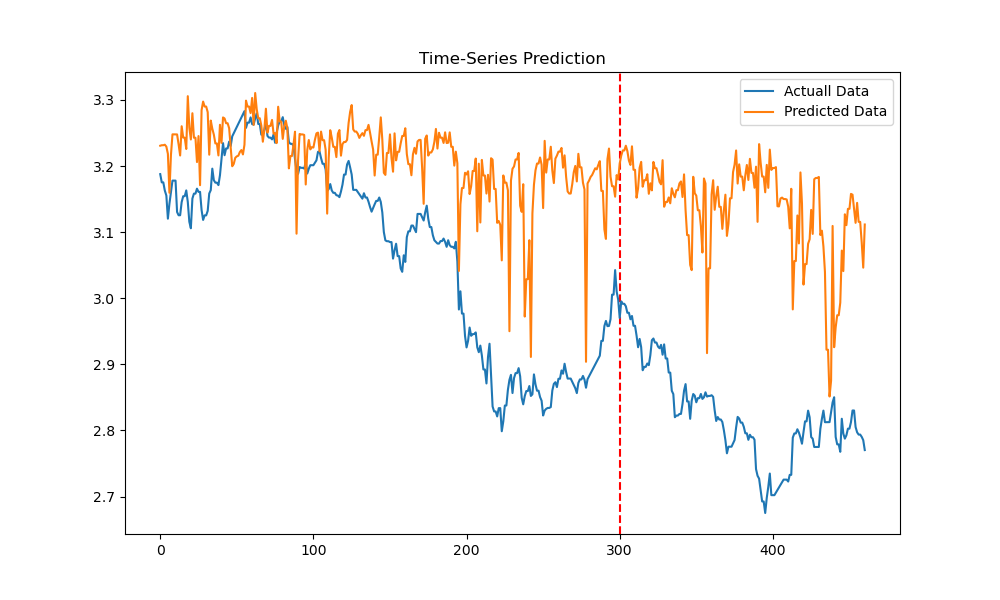 Time-Series Prediction
Actuall Data
Predicted Data
3.3
3.2
3.1
3.0
2.9
2.8
2.7
0 100 200 300 400